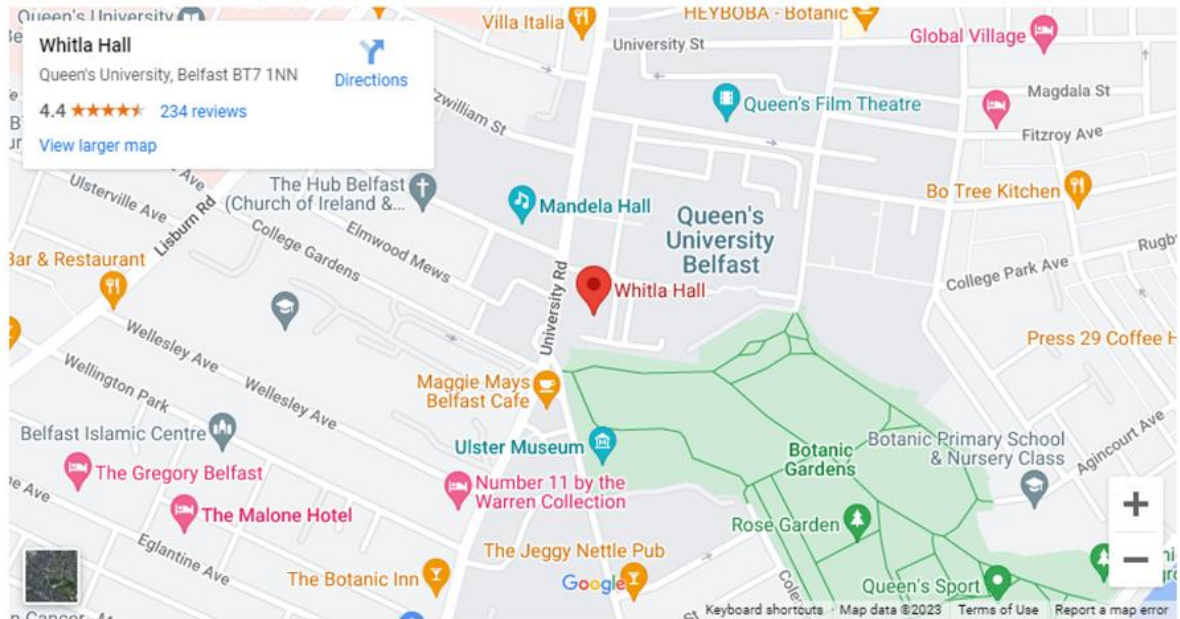 Queen's University
Villa Italia
HEYBOBA - Botanic
Whitla Hall
Queen's University, Belfast BT7 1NN
Directions
4.4
234 reviews
View larger map
University St
Global Village
Magdala St
Queen's Film Theatre
Fitzroy Ave
Ave
Ulsterville Ave
Lisburn Rd
The Hub Belfast
(Church of Ireland &...
Elmwood Mews
College Gardens
Mandela Hall
Queen's
University
Belfast
Bo Tree Kitchen
Bar & Restaurant
University Rd
Whitla Hall
College Park Ave
Wellesley Ave
Press 29 Coffee
Wellington Park
Wellesley Ave
Maggie Mays
Belfast Cafe
Belfast Islamic Centre
Ulster Museum
Botanic
Gardens
Botanic Primary School
& Nursery Class
Agincourt Ave
The Gregory Belfast
Number 11 by the
Warren Collection
The Malone Hotel
Rose Garden
Eglantine Ave
The Botanic Inn
The Jeggy Nettle Pub
Google
Queen's Sport
Keyboard shortcuts
Map data ©2023
Terms of Use
Report a map error